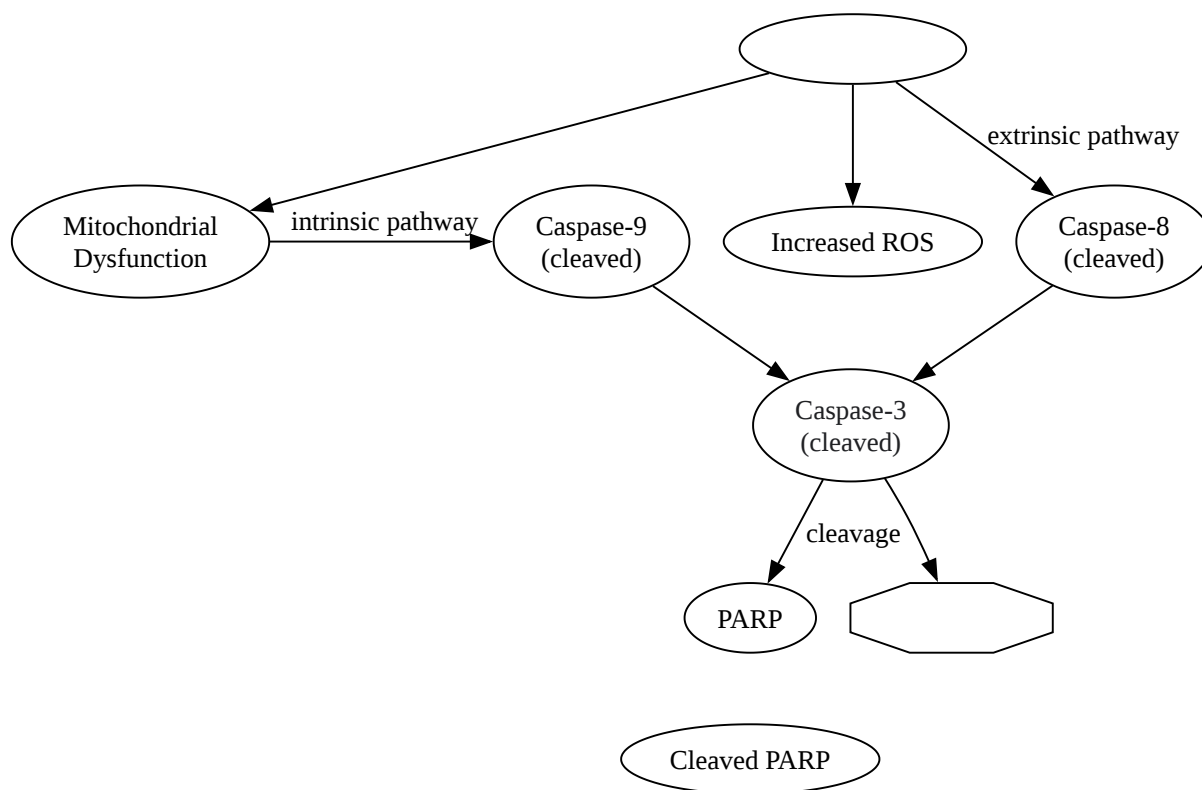 extrinsic pathway
Mitochondrial
Dysfunction
intrinsic pathway
Caspase-9
(cleaved)
Increased ROS
Caspase-8
(cleaved)
Caspase-3
(cleaved)
cleavage
PARP
Cleaved PARP